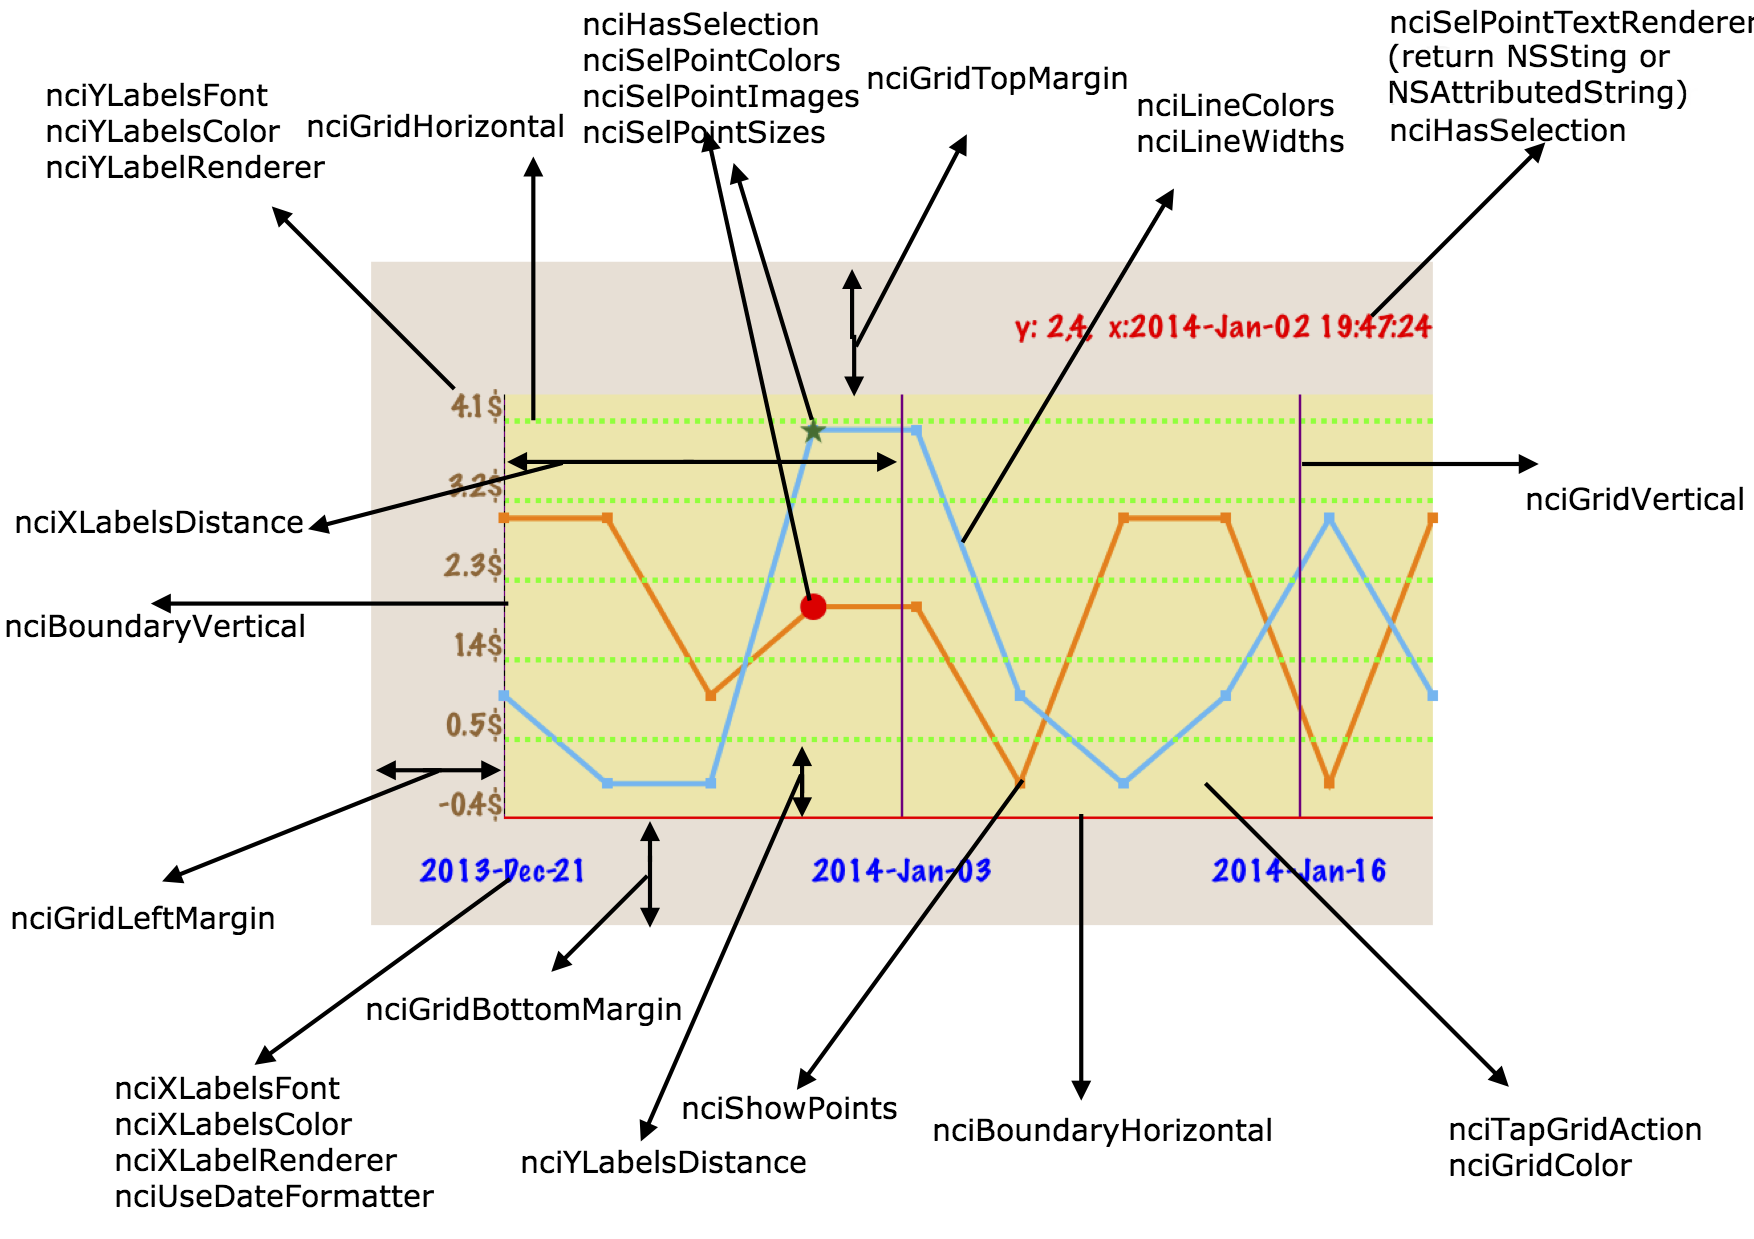 nciHasSelection
nciSelPointColors
nciSelPointImages
nciSelPointSizes
nciSelPointTextRenderer
(return NSSting or
NSAttributedString)
nciHasSelection
nciGridTopMargin
nciYLabelsFont
nciYLabelsColor
nciYLabelRenderer
nciGridHorizontal
nciLineColors
nciLineWidths
y: 2,4, x:2014-Jan-02 19:47:24
4.1$
3.2$
2.3$
1.4$
0.5$
-0.4$
nciXLabelsDistance
nciGridVertical
nciBoundaryVertical
2013-Dec-21
2014-Jan-03
2014-Jan-16
nciGridLeftMargin
nciGridBottomMargin
nciXLabelsFont
nciXLabelsColor
nciXLabelRenderer
nciUseDateFormatter
nciYLabelsDistance
nciShowPoints
nciBoundaryHorizontal
nciTapGridAction
nciGridColor